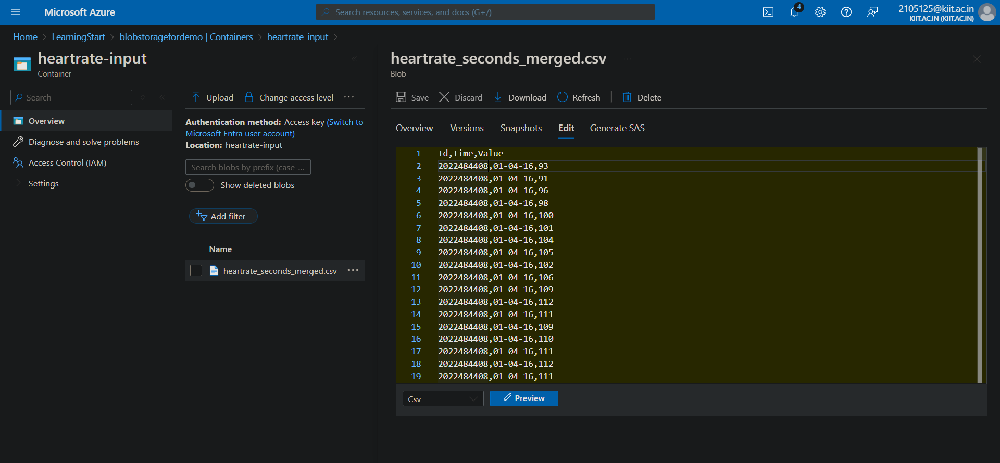 Microsoft Azure
Search resources, services, and docs (G+/)
4
2105125@kiit.ac.in
KIIT.AC.IN (KIIT.AC.IN)
Home > LearningStart > blobstoragefordemo | Containers > heartrate-input >
heartrate-input
Container
Search
Overview
Diagnose and solve problems
Access Control (IAM)
Settings
Upload Change access level ...
Authentication method: Access key (Switch to
Microsoft Entra user account)
Location: heartrate-input
Search blobs by prefix (case-...
Show deleted blobs
Add filter
Name
heartrate_seconds_merged.csv ...
heartrate_seconds_merged.csv ...
Blob
Save Discard Download Refresh | Delete
Overview Versions Snapshots Edit Generate SAS
1 Id,Time,Value
2 2022484408,01-04-16,93
3 2022484408,01-04-16,91
4 2022484408,01-04-16,96
5 2022484408,01-04-16,98
6 2022484408,01-04-16,100
7 2022484408,01-04-16,101
8 2022484408,01-04-16,104
9 2022484408,01-04-16,105
10 2022484408,01-04-16,102
11 2022484408,01-04-16,106
12 2022484408,01-04-16,109
13 2022484408,01-04-16,112
14 2022484408,01-04-16,111
15 2022484408,01-04-16,109
16 2022484408,01-04-16,110
17 2022484408,01-04-16,111
18 2022484408,01-04-16,112
19 2022484408,01-04-16,111
Csv
Preview